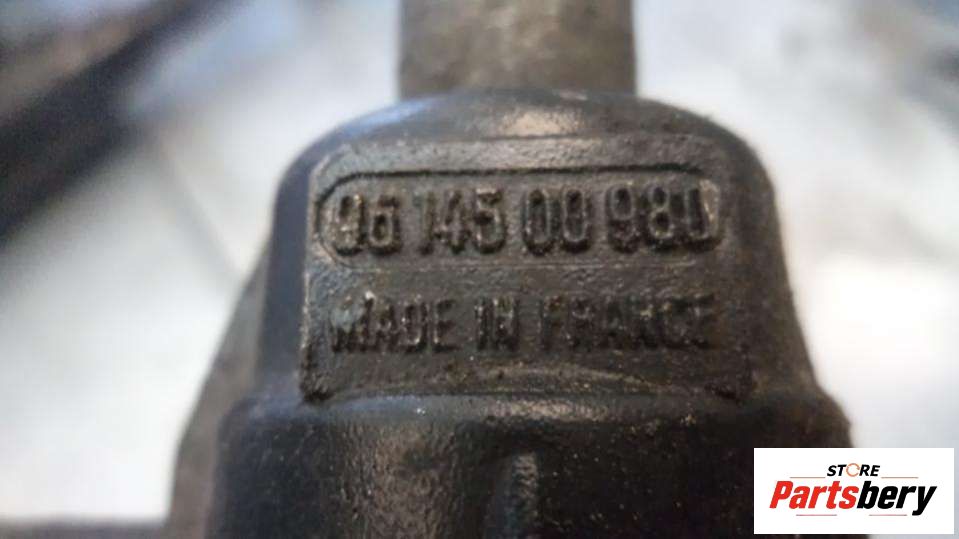 96 145 00 980
MADE IN FRANCE
STORE
Partsbery